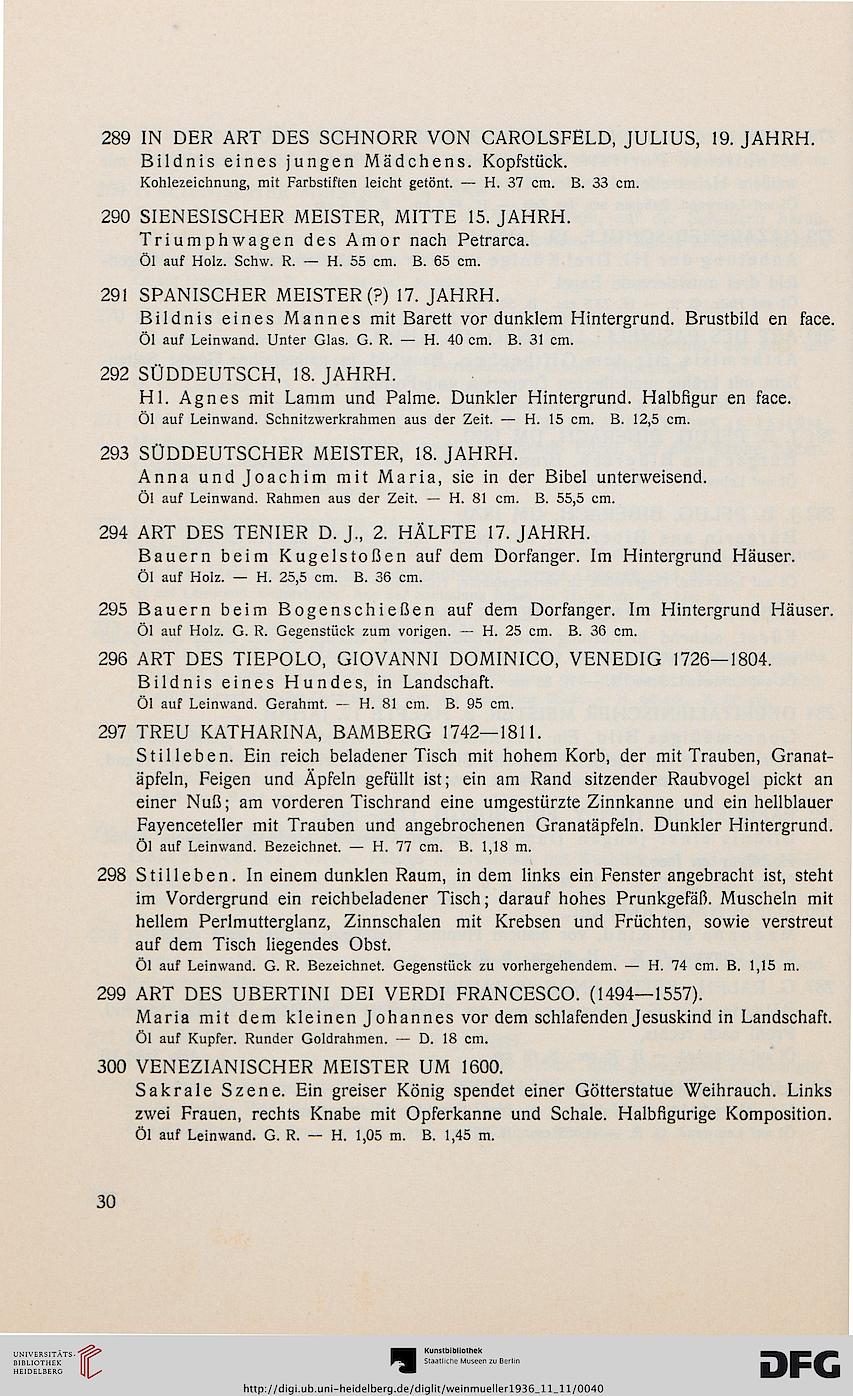 289 IN DER ART DES SCHNORR VON CAROLSFELD, JULIUS, 19. JAHRH.
Bildnis eines jungen Mädchens. Kopfstück.
Kohlezeichnung, mit Farbstiften leicht getönt. — H. 37 cm. B. 33 cm.
290 SIENESISCHER MEISTER, MITTE 15. JAHRH.
Triumphwagen des Amor nach Petrarca.
Öl auf Holz. Schw. R. — H. 55 cm. B. 65 cm.
291 SPANISCHER MEISTER (?) 17. JAHRH.
Bildnis eines Mannes mit Barett vor dunklem Hintergrund. Brustbild en face.
Öl auf Leinwand. Unter Glas. G. R. — H. 40 cm. B. 31 cm.
292 SÜDDEUTSCH, 18. JAHRH.
Hl. Agnes mit Lamm und Palme. Dunkler Hintergrund. Halbfigur en face.
Öl auf Leinwand. Schnitzwerkrahmen aus der Zeit. — H. 15 cm. B. 12,5 cm.
293 SÜDDEUTSCHER MEISTER, 18. JAHRH.
Anna und Joachim mit Maria, sie in der Bibel unterweisend.
Öl auf Leinwand. Rahmen aus der Zeit. — H. 81 cm. B. 55,5 cm.
294 ART DES TENIER D. J., 2. HÄLFTE 17. JAHRH.
Bauern beim Kugelstoßen auf dem Dorfanger. Im Hintergrund Häuser.
Öl auf Holz. — H. 25,5 cm. B. 36 cm.
295 Bauern beim Bogenschießen auf dem Dorfanger. Im Hintergrund Häuser.
Öl auf Holz. G. R. Gegenstück zum vorigen. — H. 25 cm. B. 36 cm.
296 ART DES TIEPOLO, GIOVANNI DOMINICO, VENEDIG 1726—1804.
Bildnis eines Hundes, in Landschaft.
Öl auf Leinwand. Gerahmt. — H. 81 cm. B. 95 cm.
297 TREU KATHARINA, BAMBERG 1742—1811.
Stilleben. Ein reich beladener Tisch mit hohem Korb, der mit Trauben, Granat-
äpfeln, Feigen und Äpfeln gefüllt ist; ein am Rand sitzender Raubvogel pickt an
einer Nuß; am vorderen Tischrand eine umgestürzte Zinnkanne und ein hellblauer
Fayenceteller mit Trauben und angebrochenen Granatäpfeln. Dunkler Hintergrund.
Öl auf Leinwand. Bezeichnet. — H. 77 cm. B. 1,18 m.
298 Stilleben. In einem dunklen Raum, in dem links ein Fenster angebracht ist, steht
im Vordergrund ein reichbeladener Tisch; darauf hohes Prunkgefäß. Muscheln mit
hellem Perlmutterglanz, Zinnschalen mit Krebsen und Früchten, sowie verstreut
auf dem Tisch liegendes Obst.
Öl auf Leinwand. G. R. Bezeichnet. Gegenstück zu vorhergehendem. — H. 74 cm. B. 1,15 m.
299 ART DES UBERTINI DEI VERDI FRANCESCO. (1494—1557).
Maria mit dem kleinen Johannes vor dem schlafenden Jesuskind in Landschaft.
Öl auf Kupfer. Runder Goldrahmen. — D. 18 cm.
300 VENEZIANISCHER MEISTER UM 1600.
Sakrale Szene. Ein greiser König spendet einer Götterstatue Weihrauch. Links
zwei Frauen, rechts Knabe mit Opferkanne und Schale. Halbfigurige Komposition.
Öl auf Leinwand. G. R. — H. 1,05 m. B. 1,45 m.
30
UNIVERSITÄTS-
BIBLIOTHEK
HEIDELBERG
Kunstbibliothek
Staatliche Museen zu Berlin
DFG
http://digi.ub.uni-heidelberg.de/diglit/weinmueller1936_11_11/0040